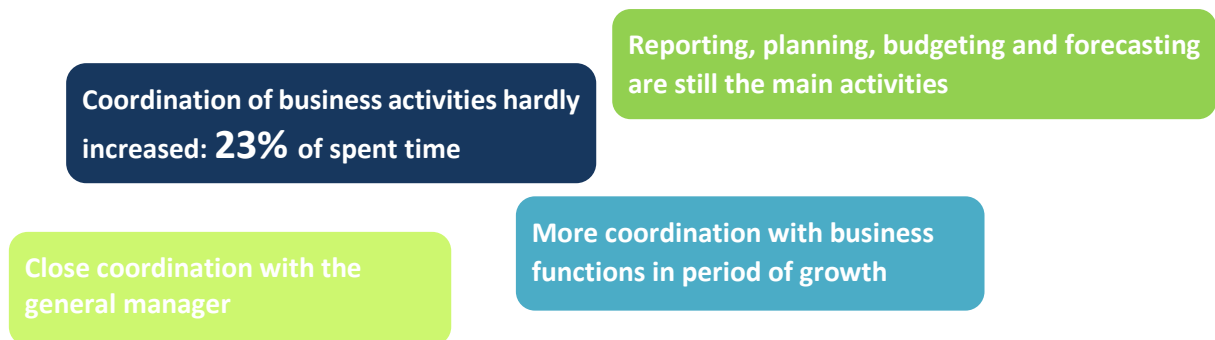 Reporting, planning, budgeting and forecasting
are still the main activities
Coordination of business activities hardly
increased: 23% of spent time
More coordination with business
functions in period of growth
Close coordination with the
general manager